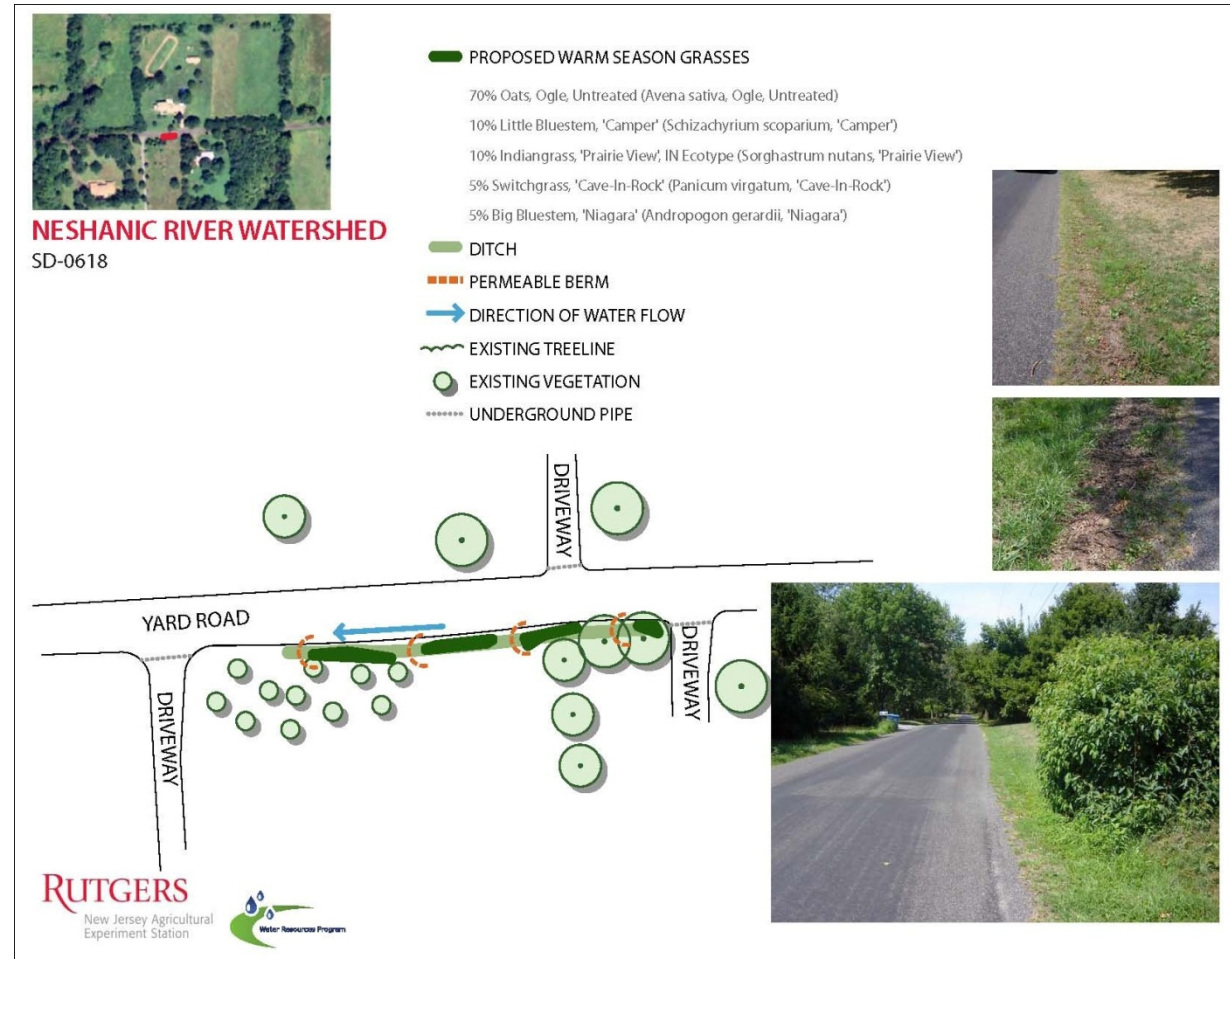 PROPOSED WARM SEASON GRASSES
70% Oats, Ogle, Untreated (Avena sativa, Ogle, Untreated)
10% Little Bluestem, 'Camper' (Schizachyrium scoparium, 'Camper')
10% Indiangrass, 'Prairie View', IN Ecotype (Sorghastrum nutans, 'Prairie View')
5% Switchgrass, 'Cave-In-Rock' (Panicum virgatum, 'Cave-In-Rock')
5% Big Bluestem, 'Niagara' (Andropogon gerardii, 'Niagara')
NESHANIC RIVER WATERSHED
SD-0618
DITCH
PERMEABLE BERM
DIRECTION OF WATER FLOW
EXISTING TREELINE
EXISTING VEGETATION
UNDERGROUND PIPE
DRIVEWAY
YARD ROAD
DRIVEWAY
DRIVEWAY
RUTGERS
New Jersey Agricultural
Experiment Station
Water Resources Program